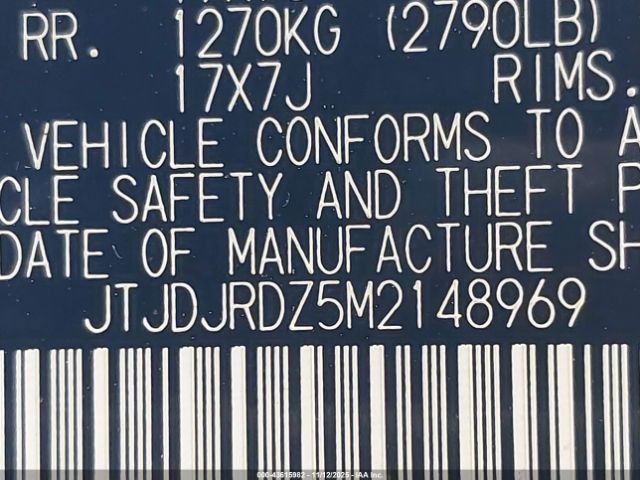 RR. 1270KG (2790LB)
17X7J RIMS.
VEHICLE CONFORMS TO A
CLE SAFETY AND THEFT P
DATE OF MANUFACTURE SH
JTJDJRDZ5M2148969
000-43615982 - 11/12/2025 - IAA Inc.